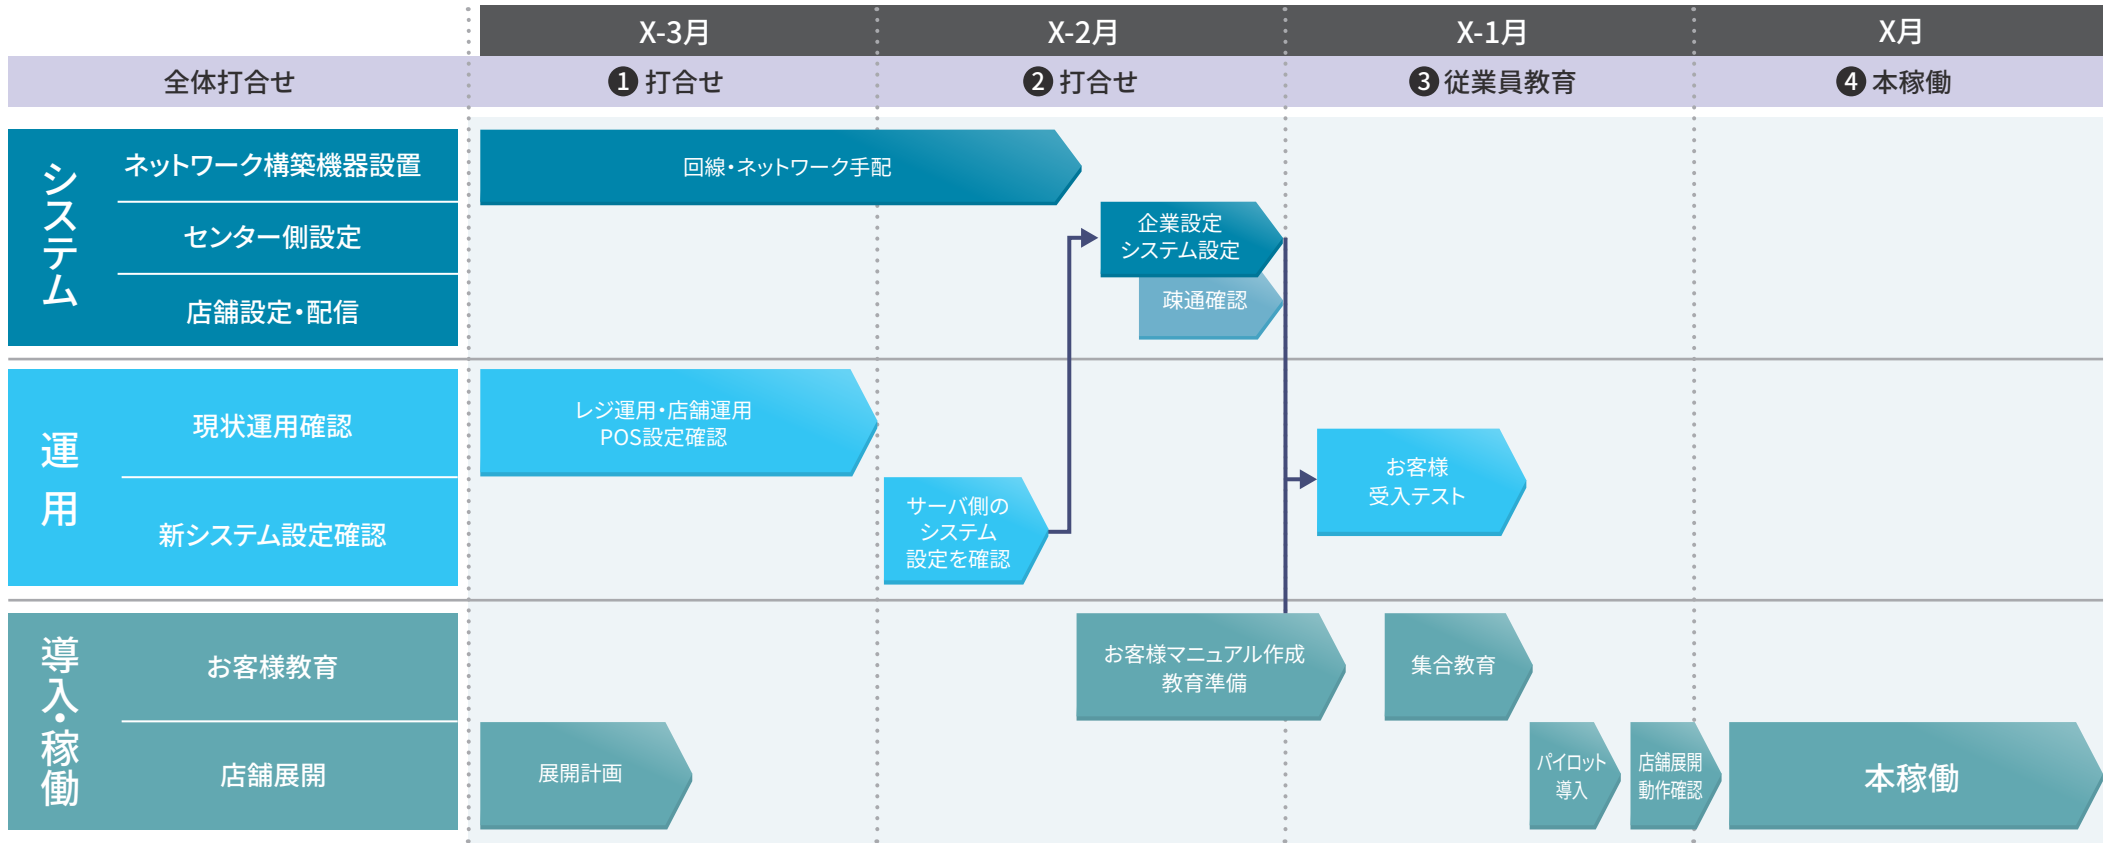 X-3月
X-2月
X-1月
X月
全体打合せ
❶打合せ
❷打合せ
❸従業員教育
❹本稼働
システム
ネットワーク構築機器設置
センター側設定
店舗設定・配信
回線・ネットワーク手配
企業設定
システム設定
疎通確認
運用
現状運用確認
新システム設定確認
レジ運用・店舗運用
POS設定確認
サーバ側の
システム
設定を確認
お客様
受入テスト
導入・稼働
お客様教育
店舗展開
お客様マニュアル作成
教育準備
集合教育
展開計画
パイロット
導入
店舗展開
動作確認
本稼働